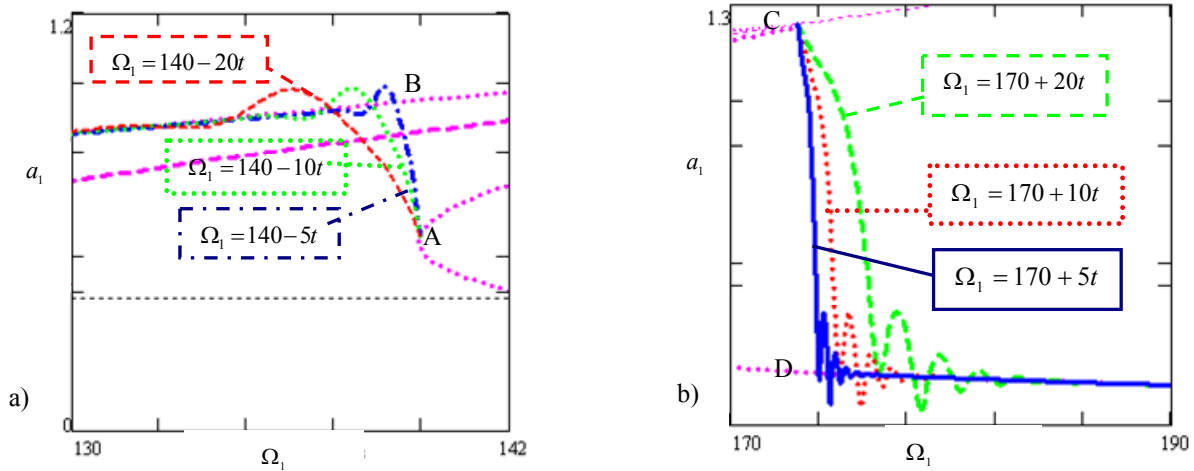 1.2
Ω₁ = 140−20t
B
a₁
Ω₁ = 140−10t
Ω₁ = 140−5t
A
0
a)
130
142
Ω₁
1.3
C
Ω₁ = 170+20t
a₁
Ω₁ = 170+10t
Ω₁ = 170+5t
D
b)
170
190
Ω₁